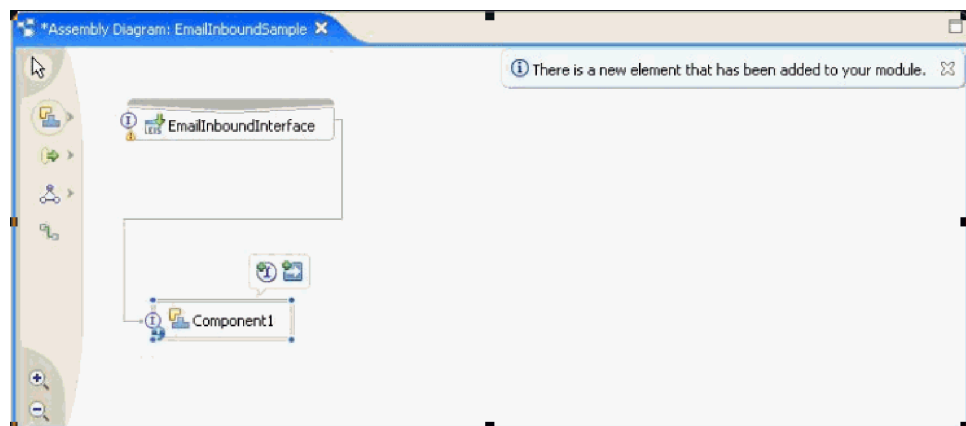 *Assembly Diagram: EmailInboundSample
There is a new element that has been added to your module.
EmailInboundInterface
Component1